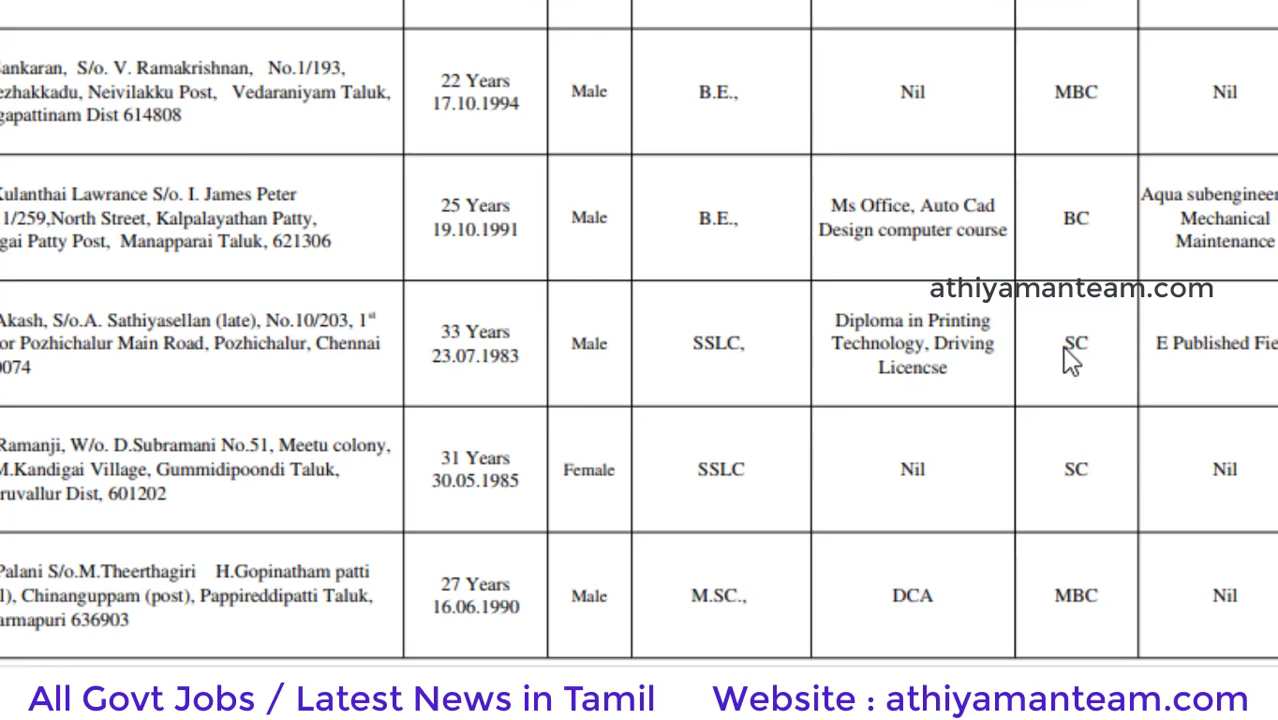 ankaran, S/o. V. Ramakrishnan, No.1/193,
ezhakkadu, Neivilakku Post, Vedaraniyam Taluk,
gapattinam Dist 614808
22 Years
17.10.1994
Male
B.E.,
Nil
MBC
Nil
Kulanthai Lawrance S/o. I. James Peter
1/259,North Street, Kalpalayathan Patty,
gai Patty Post, Manapparai Taluk, 621306
25 Years
19.10.1991
Male
B.E.,
Ms Office, Auto Cad
Design computer course
BC
Aqua subengineer
Mechanical
Maintenance
athiyamanteam.com
Akash, S/o.A. Sathiyasellan (late), No.10/203, 1st
or Pozhichalur Main Road, Pozhichalur, Chennai
0074
33 Years
23.07.1983
Male
SSLC,
Diploma in Printing
Technology, Driving
Licencse
SC
E Published Fie
Ramanji, W/o. D.Subramani No.51, Meetu colony,
M.Kandigai Village, Gummidipoondi Taluk,
ruvallur Dist, 601202
31 Years
30.05.1985
Female
SSLC
Nil
SC
Nil
Palani S/o.M.Theerthagiri H.Gopinatham patti
l), Chinanguppam (post), Pappireddipatti Taluk,
armapuri 636903
27 Years
16.06.1990
Male
M.SC.,
DCA
MBC
Nil
All Govt Jobs / Latest News in Tamil Website : athiyamanteam.com